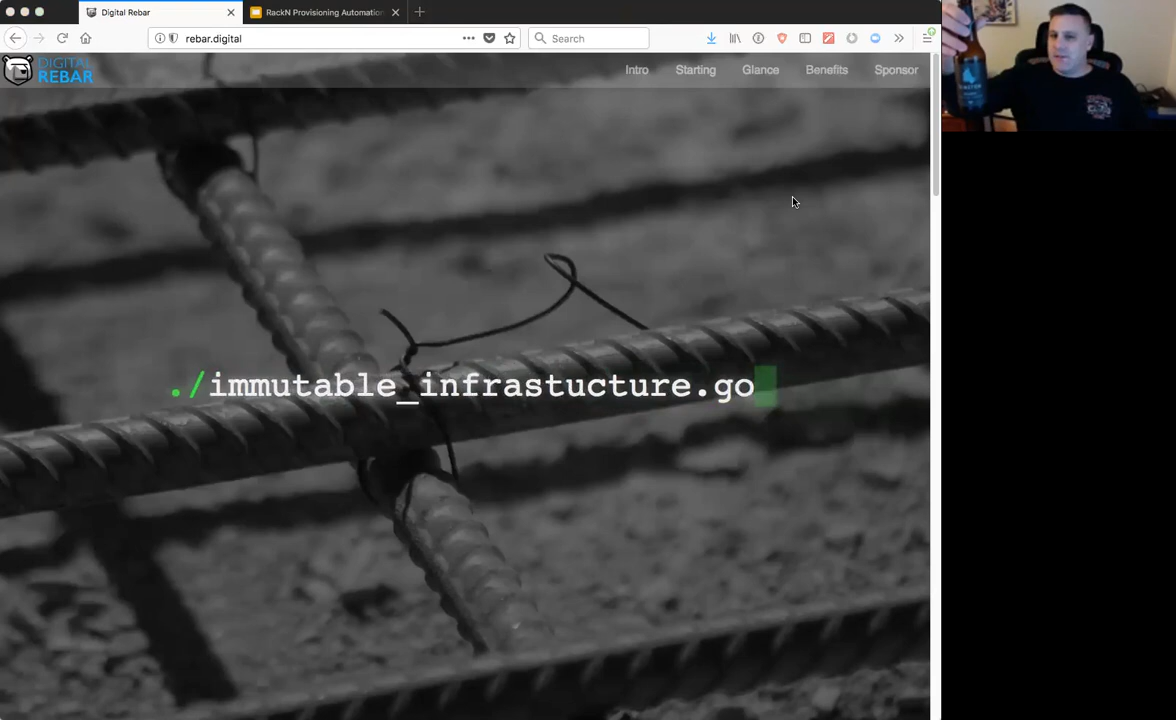 Digital Rebar
RackN Provisioning Automation
rebar.digital
Search
DIGITAL
REBAR
Intro
Starting
Glance
Benefits
Sponsor
./immutable_infrastucture.go